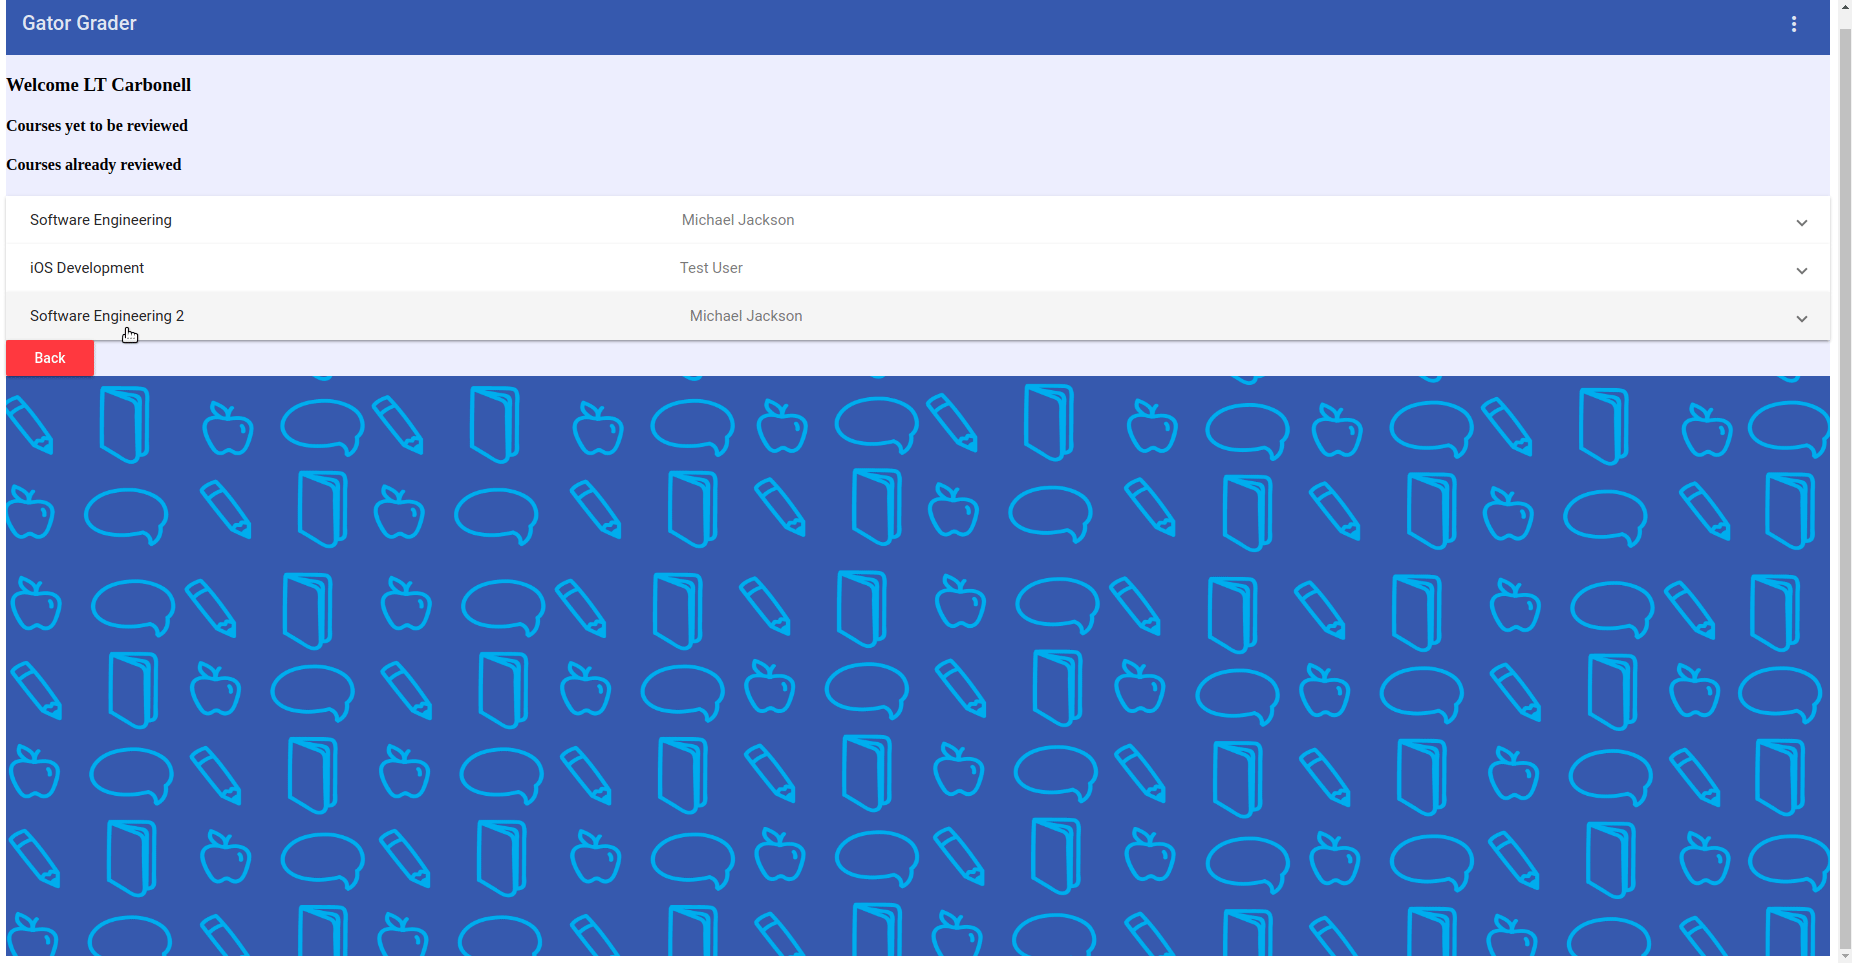 Gator Grader
Welcome LT Carbonell
Courses yet to be reviewed
Courses already reviewed
Software Engineering Michael Jackson
iOS Development Test User
Software Engineering 2 Michael Jackson
Back